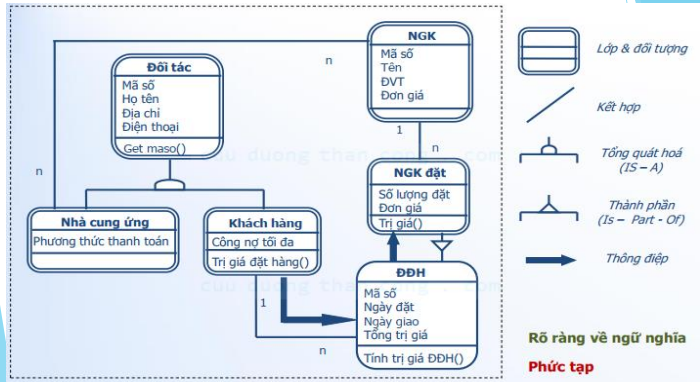 NGK
Mã số
Tên
ĐVT
Đơn giá
n
Đối tác
Mã số
Họ tên
Địa chỉ
Điện thoại
Get maso()
1
n
cuu duong than cong . com
NGK đặt
Số lượng đặt
Đơn giá
Trị giá()
n
Nhà cung ứng
Phương thức thanh toán
Khách hàng
Công nợ tối đa
Trị giá đặt hàng()
ĐĐH
Mã số
Ngày đặt
Ngày giao
Tổng trị giá
Tính trị giá ĐĐH()
cuu duong than cong . com
1
n
Lớp & đối tượng
Kết hợp
Tổng quát hoá
(IS – A)
Thành phần
(Is – Part - Of)
Thông điệp
Rõ ràng về ngữ nghĩa
Phức tạp